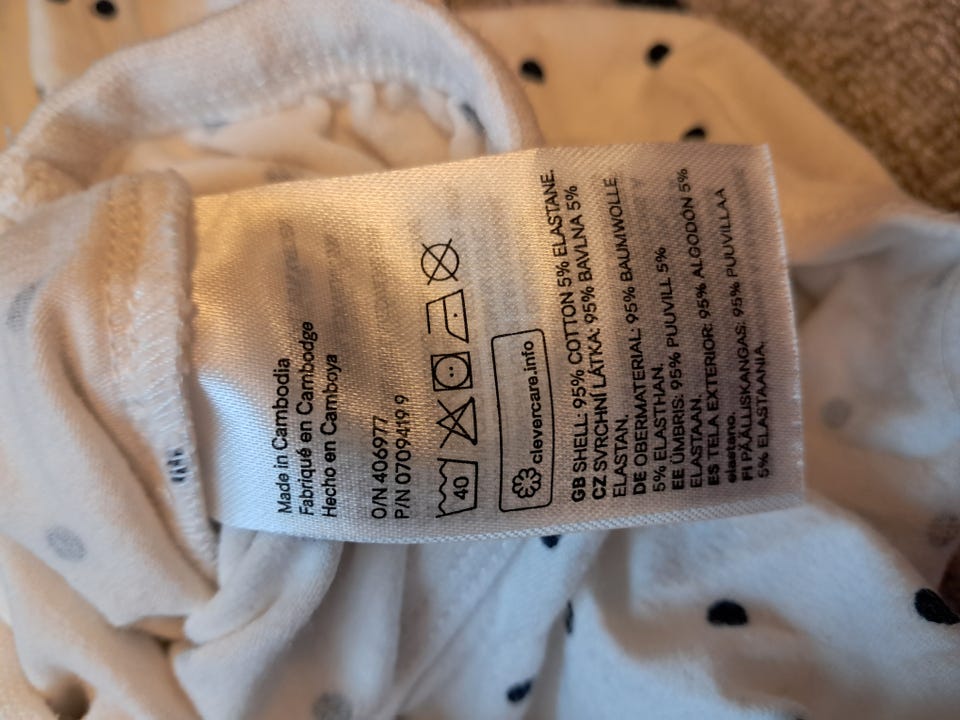 Made in Cambodia
Fabriqué en Cambodge
Hecho en Camboya
O/N 406977
P/N 0709419 9
40
clevercare.info
GB SHELL: 95% COTTON 5% ELASTANE.
CZ SVRCHNÍ LÁTKA: 95% BAVLNA 5%
ELASTAN.
DE OBERMATERIAL: 95% BAUMWOLLE
5% ELASTHAN.
EE ÜMBRIS: 95% PUUVILL 5%
ELASTAAN.
ES TELA EXTERIOR: 95% ALGODÓN 5%
elasteno.
FI PÄÄLLISKANGAS: 95% PUUVILLAA
5% ELASTAANIA.